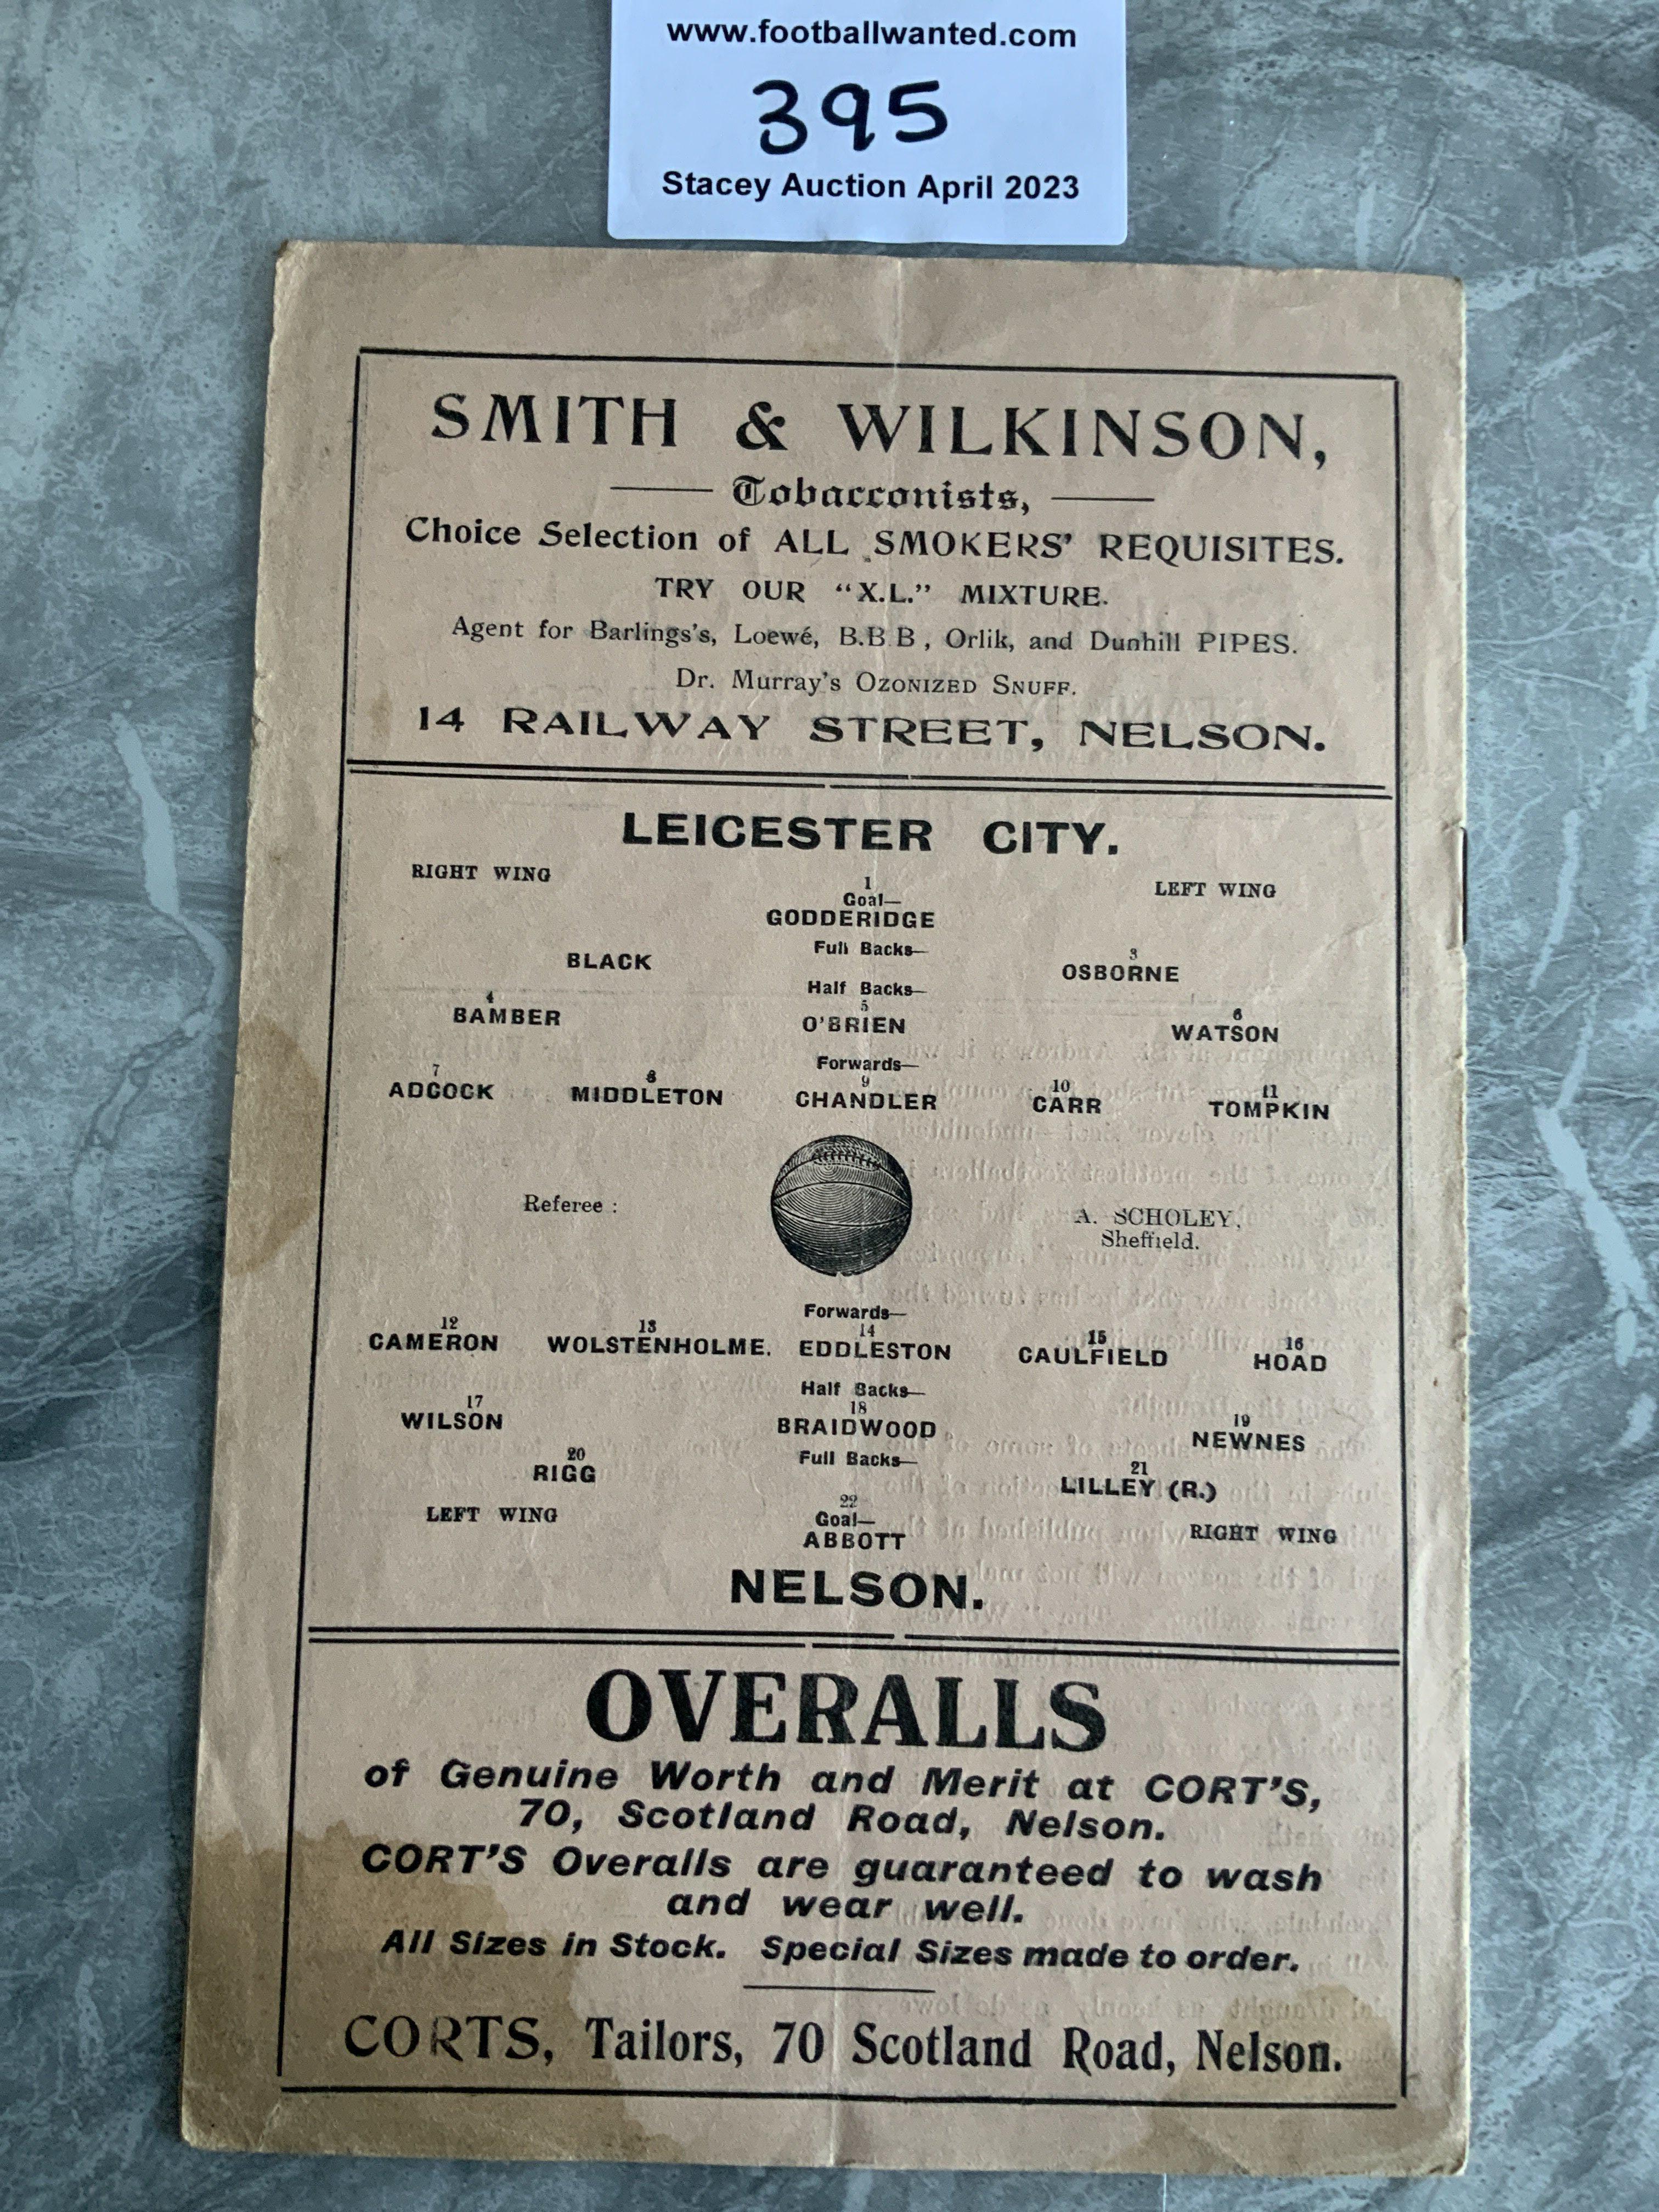 www.footballwanted.com
395
Stacey Auction April 2023
SMITH & WILKINSON,
Tobacconists,
Choice Selection of ALL SMOKERS' REQUISITES.
TRY OUR "X.L." MIXTURE.
Agent for Barlings's, Loewé, B.B B, Orlik, and Dunhill PIPES.
Dr. Murray's OZONIZED SNUFF.
14 RAILWAY STREET, NELSON.
LEICESTER CITY.
RIGHT WING 1 LEFT WING
Goal—
GODDERIDGE
Full Backs—
3
BLACK OSBORNE
Half Backs—
4 5 6
BAMBER O'BRIEN WATSON
Forwards—
7 8 9 10 11
ADCOCK MIDDLETON CHANDLER CARR TOMPKIN
Referee : A. SCHOLEY,
Sheffield.
Forwards—
12 13 14 15 16
CAMERON WOLSTENHOLME. EDDLESTON CAULFIELD HOAD
Half Backs—
17 18 19
WILSON BRAIDWOOD NEWNES
Full Backs—
20 21
RIGG LILLEY (R.)
LEFT WING 22 RIGHT WING
Goal—
ABBOTT
NELSON.
OVERALLS
of Genuine Worth and Merit at CORT'S,
70, Scotland Road, Nelson.
CORT'S Overalls are guaranteed to wash
and wear well.
All Sizes in Stock. Special Sizes made to order.
CORTS, Tailors, 70 Scotland Road, Nelson.